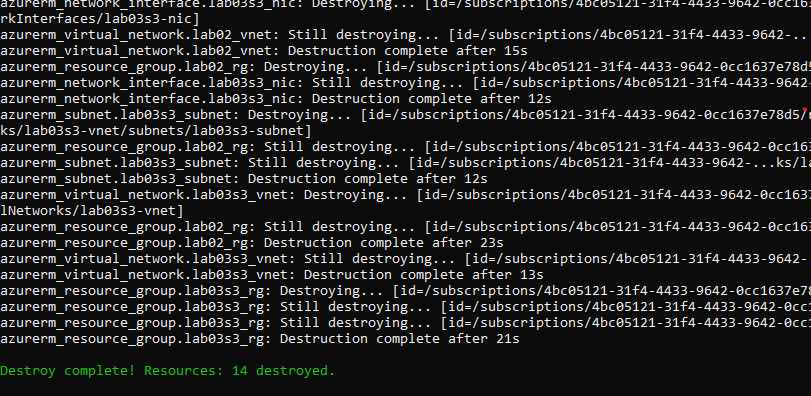 azurerm_network_interface.lab03s3_nic: Destroying... [id=/subscriptions/4bc05121-31f4-4433-9642-0cc163
rkInterfaces/lab03s3-nic]
azurerm_virtual_network.lab02_vnet: Still destroying... [id=/subscriptions/4bc05121-31f4-4433-9642-...
azurerm_virtual_network.lab02_vnet: Destruction complete after 15s
azurerm_resource_group.lab02_rg: Destroying... [id=/subscriptions/4bc05121-31f4-4433-9642-0cc1637e78d5
azurerm_network_interface.lab03s3_nic: Still destroying... [id=/subscriptions/4bc05121-31f4-4433-9642-
azurerm_network_interface.lab03s3_nic: Destruction complete after 12s
azurerm_subnet.lab03s3_subnet: Destroying... [id=/subscriptions/4bc05121-31f4-4433-9642-0cc1637e78d5/r
ks/lab03s3-vnet/subnets/lab03s3-subnet]
azurerm_resource_group.lab02_rg: Still destroying... [id=/subscriptions/4bc05121-31f4-4433-9642-0cc163
azurerm_subnet.lab03s3_subnet: Still destroying... [id=/subscriptions/4bc05121-31f4-4433-9642-...ks/la
azurerm_subnet.lab03s3_subnet: Destruction complete after 12s
azurerm_virtual_network.lab03s3_vnet: Destroying... [id=/subscriptions/4bc05121-31f4-4433-9642-0cc1637
lNetworks/lab03s3-vnet]
azurerm_resource_group.lab02_rg: Still destroying... [id=/subscriptions/4bc05121-31f4-4433-9642-0cc163
azurerm_resource_group.lab02_rg: Destruction complete after 23s
azurerm_virtual_network.lab03s3_vnet: Still destroying... [id=/subscriptions/4bc05121-31f4-4433-9642-
azurerm_virtual_network.lab03s3_vnet: Destruction complete after 13s
azurerm_resource_group.lab03s3_rg: Destroying... [id=/subscriptions/4bc05121-31f4-4433-9642-0cc1637e78
azurerm_resource_group.lab03s3_rg: Still destroying... [id=/subscriptions/4bc05121-31f4-4433-9642-0cc1
azurerm_resource_group.lab03s3_rg: Still destroying... [id=/subscriptions/4bc05121-31f4-4433-9642-0cc1
azurerm_resource_group.lab03s3_rg: Destruction complete after 21s
Destroy complete! Resources: 14 destroyed.